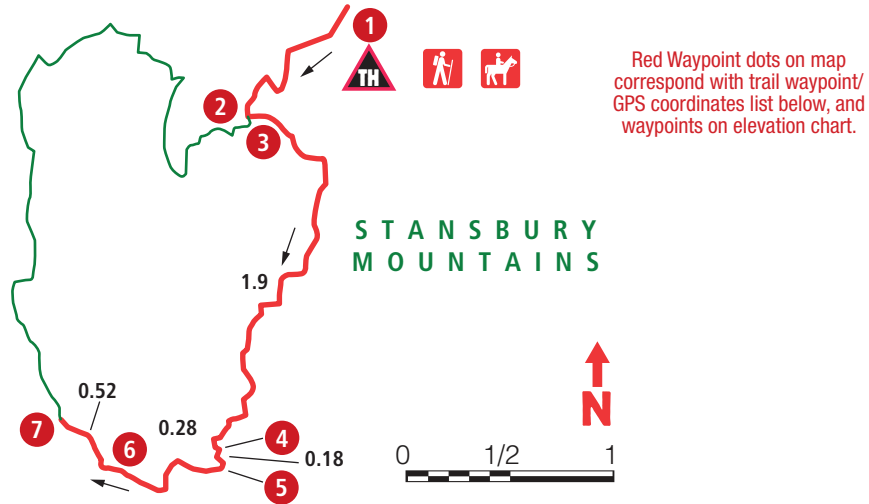 1
TH
Red Waypoint dots on map
correspond with trail waypoint/
GPS coordinates list below, and
waypoints on elevation chart.
2
3
STANSBURY
MOUNTAINS
1.9
0.52
7
0.28
6
4
0.18
5
N
0 1/2 1